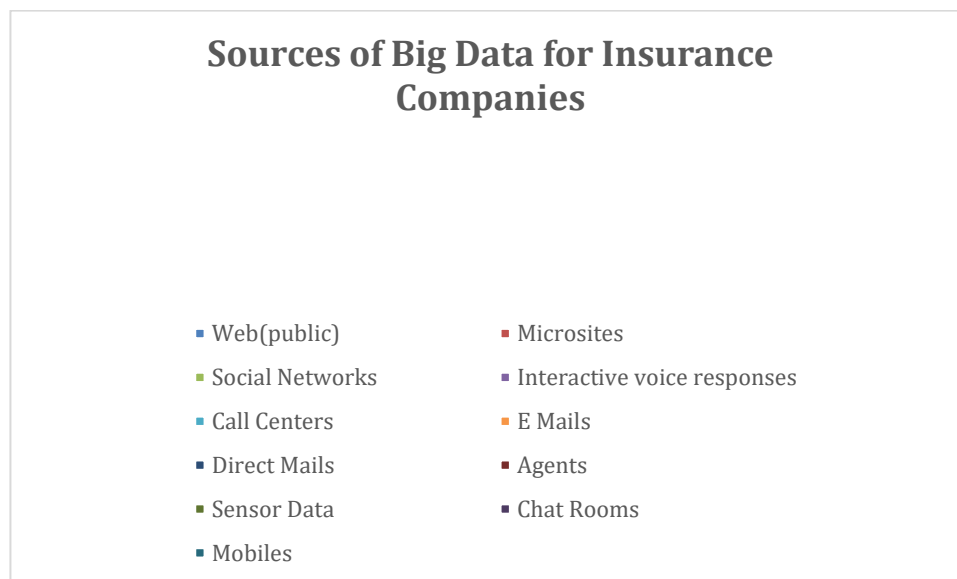 Sources of Big Data for Insurance
Companies
Web(public)
Microsites
Social Networks
Interactive voice responses
Call Centers
E Mails
Direct Mails
Agents
Sensor Data
Chat Rooms
Mobiles